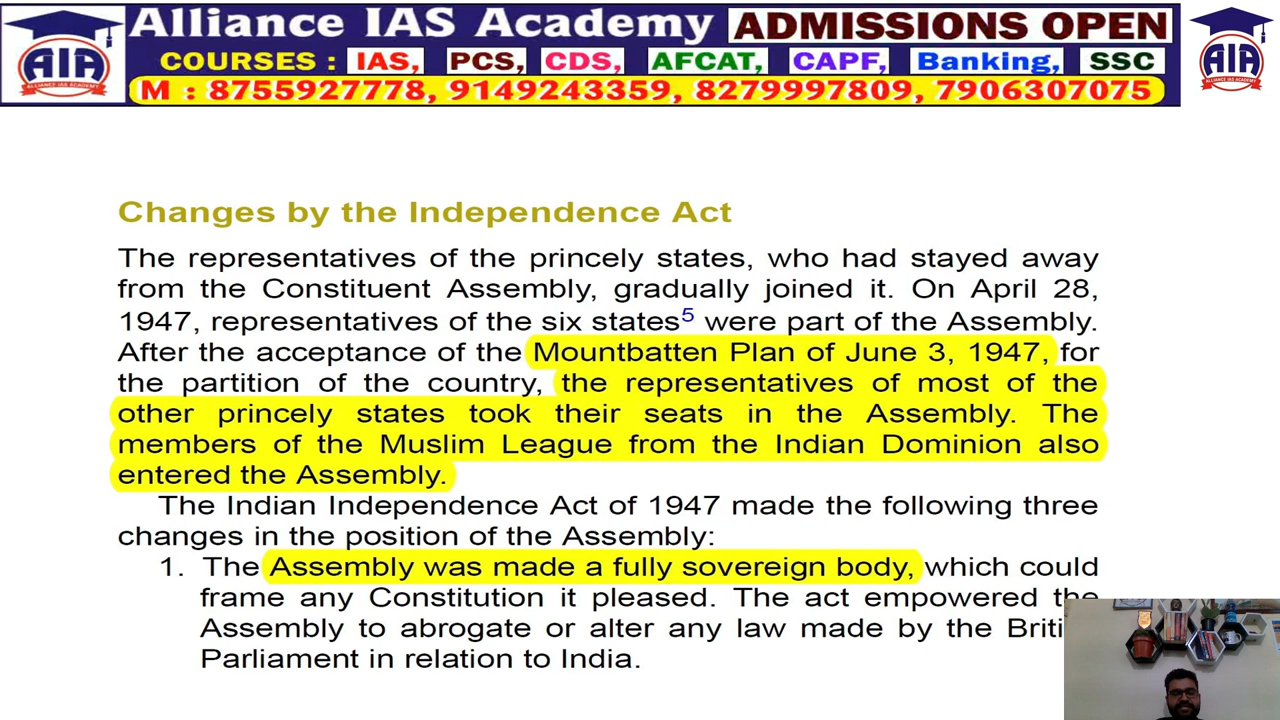 Alliance IAS Academy ADMISSIONS OPEN
COURSES : IAS, PCS, CDS, AFCAT, CAPF, Banking, SSC
M : 8755927778, 9149243359, 8279997809, 7906307075
AIA
ALLIANCE IAS ACADEMY
AIA
ALLIANCE IAS ACADEMY
Changes by the Independence Act
The representatives of the princely states, who had stayed away
from the Constituent Assembly, gradually joined it. On April 28,
1947, representatives of the six states5 were part of the Assembly.
After the acceptance of the Mountbatten Plan of June 3, 1947, for
the partition of the country, the representatives of most of the
other princely states took their seats in the Assembly. The
members of the Muslim League from the Indian Dominion also
entered the Assembly.
The Indian Independence Act of 1947 made the following three
changes in the position of the Assembly:
1. The Assembly was made a fully sovereign body, which could
frame any Constitution it pleased. The act empowered the
Assembly to abrogate or alter any law made by the Briti
Parliament in relation to India.